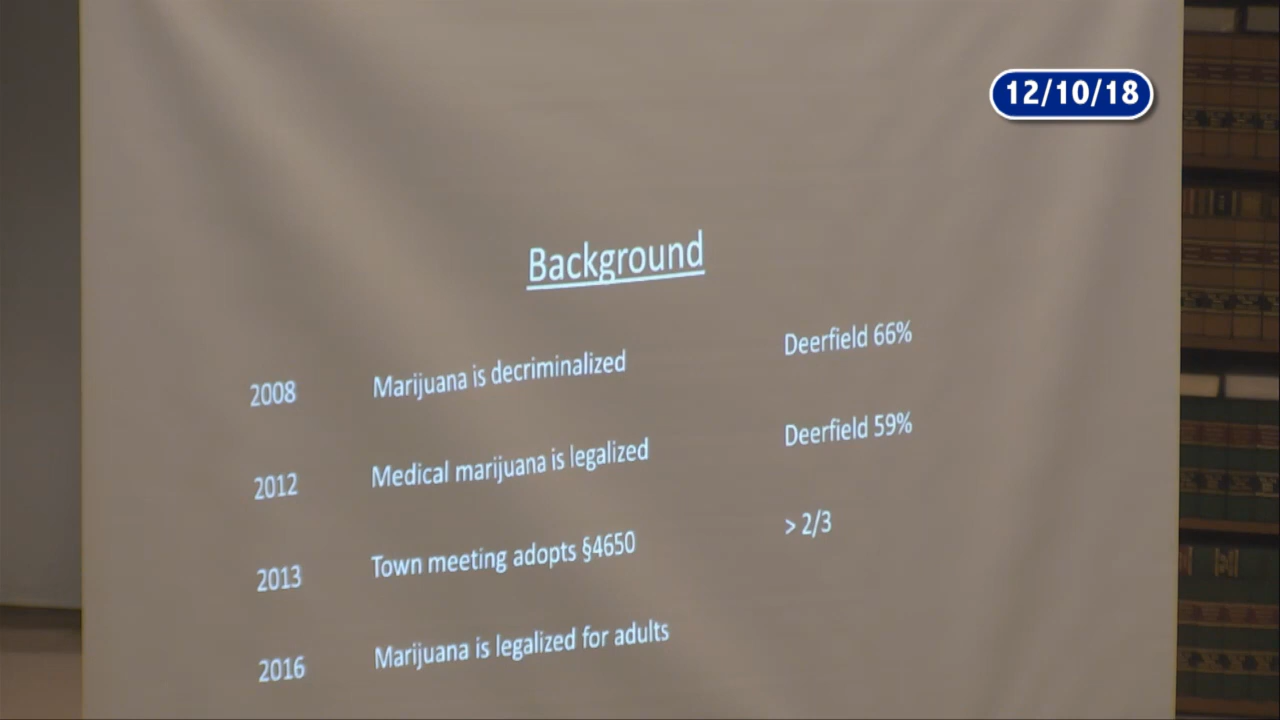 12/10/18
Background
2008 Marijuana is decriminalized Deerfield 66%
2012 Medical marijuana is legalized Deerfield 59%
2013 Town meeting adopts §4650 > 2/3
2016 Marijuana is legalized for adults